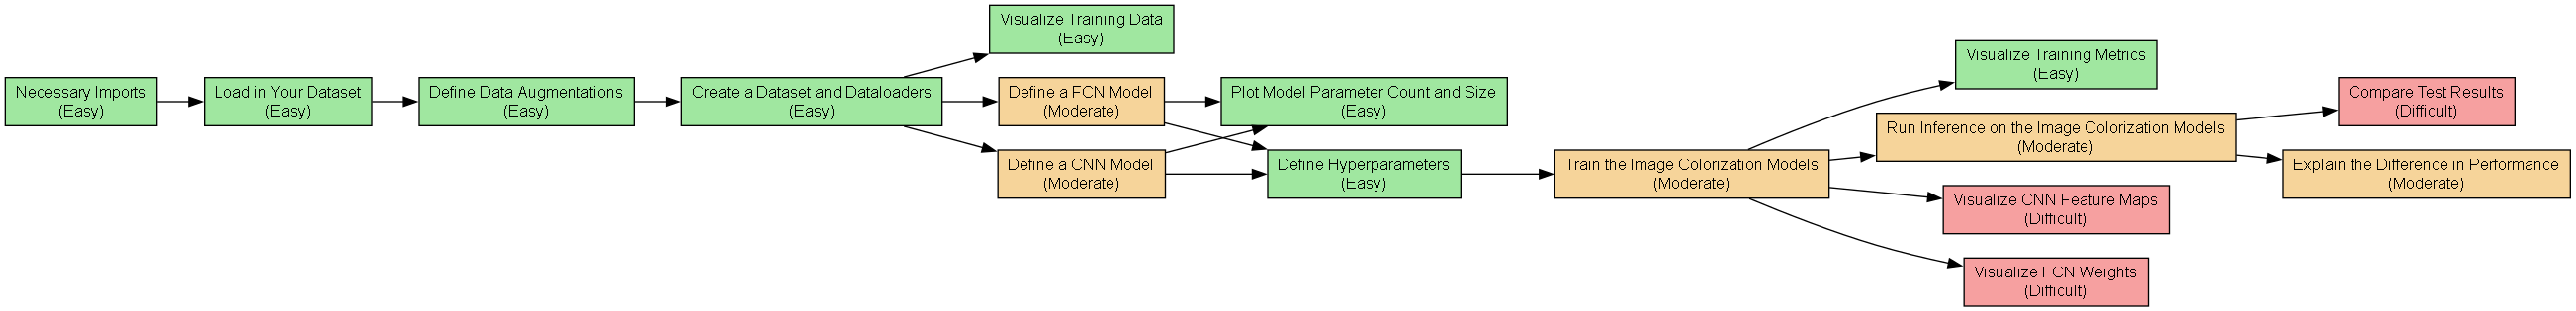 Necessary Imports
(Easy)
Load in Your Dataset
(Easy)
Define Data Augmentations
(Easy)
Create a Dataset and Dataloaders
(Easy)
Visualize Training Data
(Easy)
Define a FCN Model
(Moderate)
Define a CNN Model
(Moderate)
Plot Model Parameter Count and Size
(Easy)
Define Hyperparameters
(Easy)
Train the Image Colorization Models
(Moderate)
Visualize Training Metrics
(Easy)
Run Inference on the Image Colorization Models
(Moderate)
Visualize CNN Feature Maps
(Difficult)
Visualize FCN Weights
(Difficult)
Compare Test Results
(Difficult)
Explain the Difference in Performance
(Moderate)